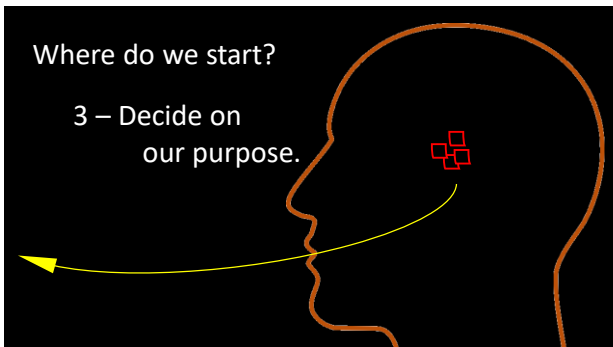 Where do we start?
3 – Decide on
our purpose.